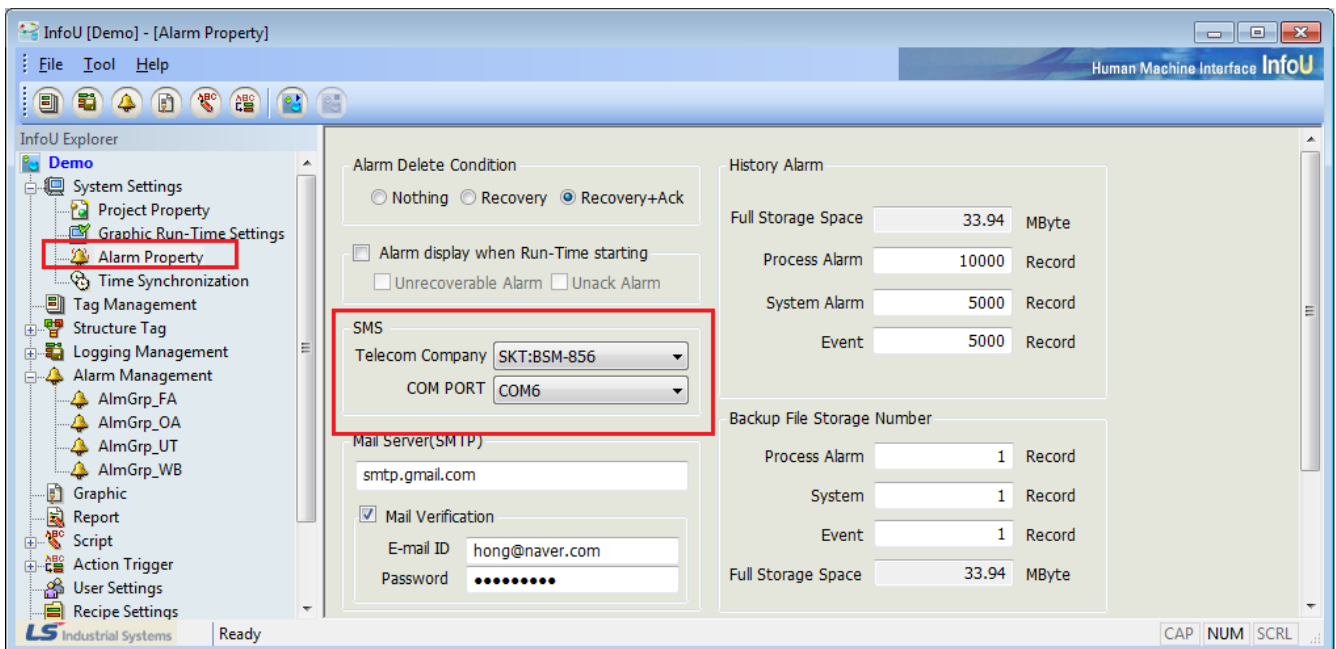 InfoU [Demo] - [Alarm Property]
File Tool Help
Human Machine Interface InfoU
InfoU Explorer
Demo
System Settings
Project Property
Graphic Run-Time Settings
Alarm Property
Time Synchronization
Tag Management
Structure Tag
Logging Management
Alarm Management
AlmGrp_FA
AlmGrp_OA
AlmGrp_UT
AlmGrp_WB
Graphic
Report
Script
Action Trigger
User Settings
Recipe Settings
Alarm Delete Condition
Nothing Recovery Recovery+Ack
Alarm display when Run-Time starting
Unrecoverable Alarm Unack Alarm
SMS
Telecom Company SKT:BSM-856
COM PORT COM6
Mail Server(SMTP)
smtp.gmail.com
Mail Verification
E-mail ID hong@naver.com
Password •••••••••
History Alarm
Full Storage Space 33.94 MByte
Process Alarm 10000 Record
System Alarm 5000 Record
Event 5000 Record
Backup File Storage Number
Process Alarm 1 Record
System 1 Record
Event 1 Record
Full Storage Space 33.94 MByte
LS Industrial Systems Ready CAP NUM SCRL